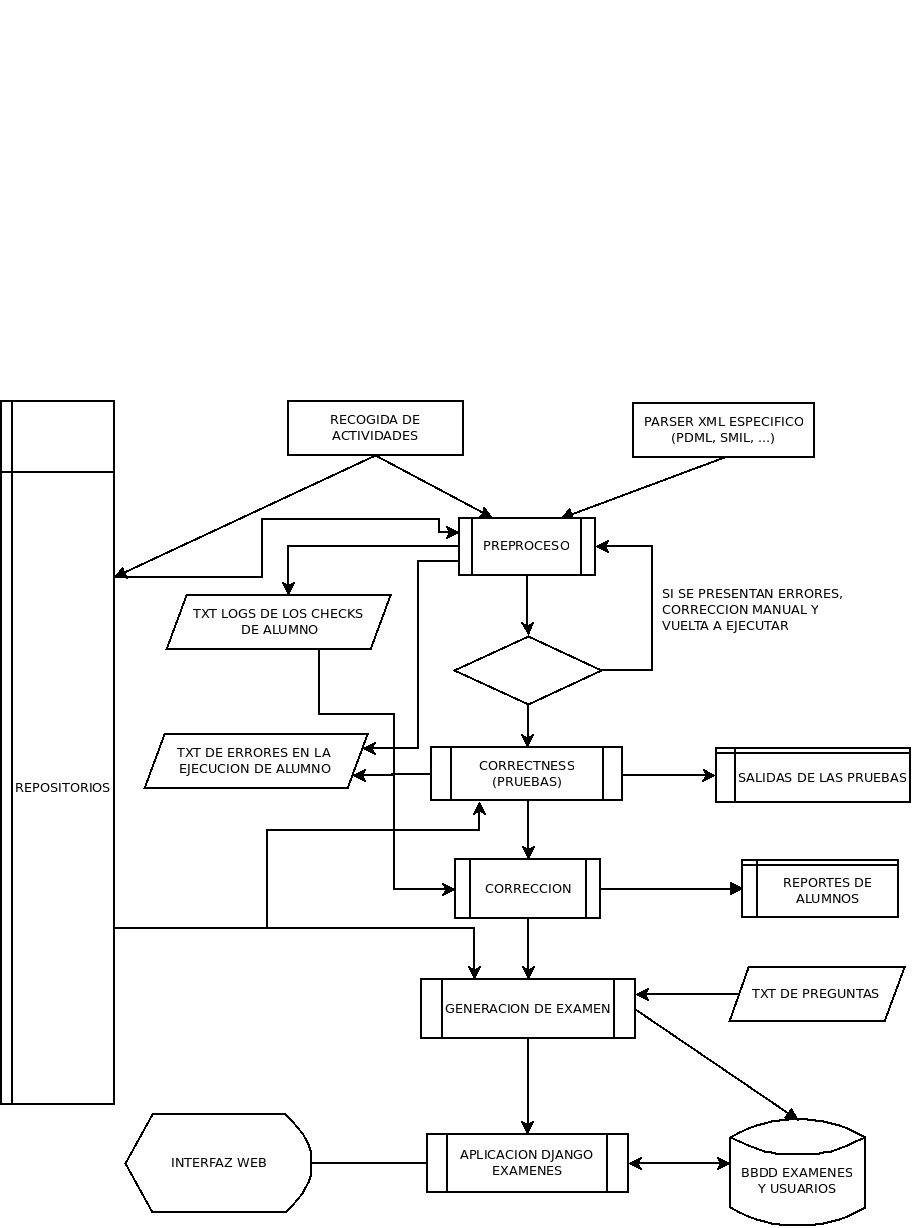 RECOGIDA DE
ACTIVIDADES
PARSER XML ESPECIFICO
(PDML, SMIL, ...)
PREPROCESO
SI SE PRESENTAN ERRORES,
CORRECCION MANUAL Y
VUELTA A EJECUTAR
TXT LOGS DE LOS CHECKS
DE ALUMNO
TXT DE ERRORES EN LA
EJECUCION DE ALUMNO
CORRECTNESS
(PRUEBAS)
SALIDAS DE LAS PRUEBAS
REPOSITORIOS
CORRECCION
REPORTES DE
ALUMNOS
GENERACION DE EXAMEN
TXT DE PREGUNTAS
INTERFAZ WEB
APLICACION DJANGO
EXAMENES
BBDD EXAMENES
Y USUARIOS